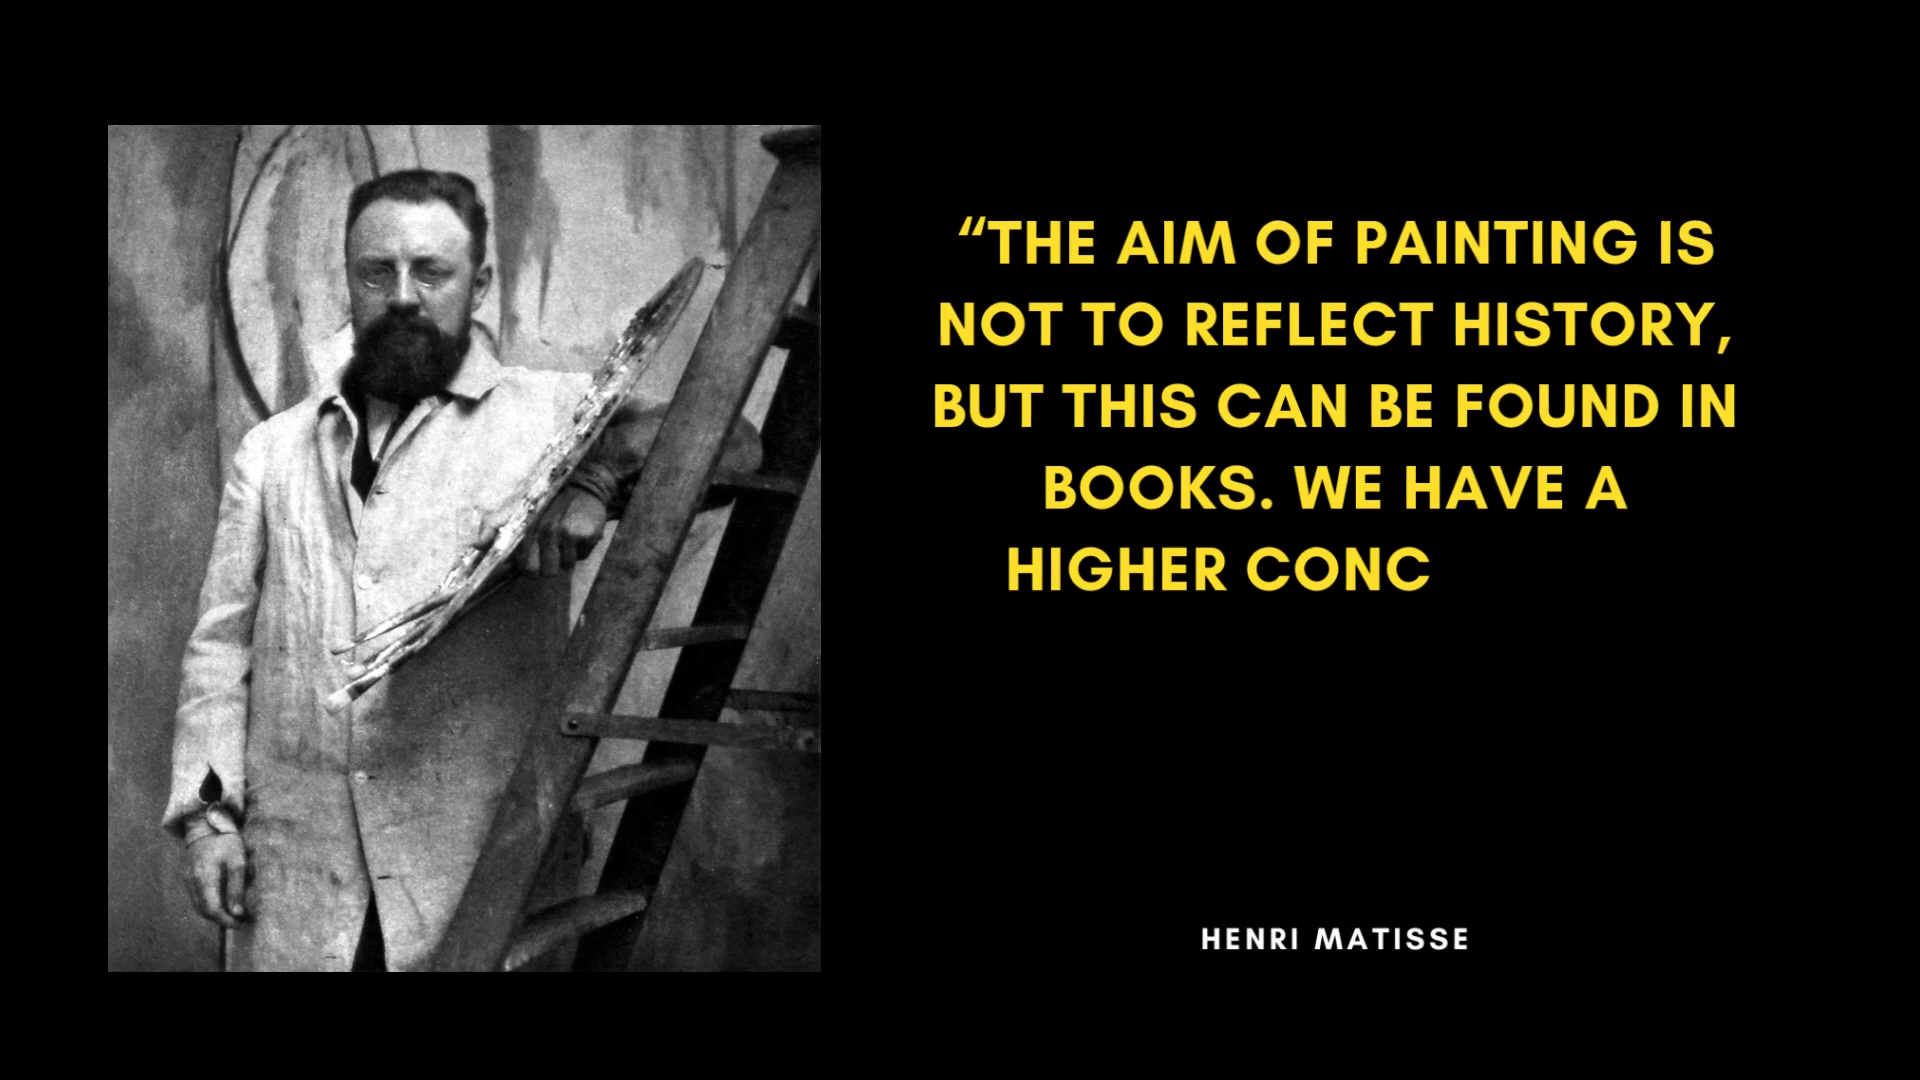 “THE AIM OF PAINTING IS
NOT TO REFLECT HISTORY,
BUT THIS CAN BE FOUND IN
BOOKS. WE HAVE A
HIGHER CONC
HENRI MATISSE